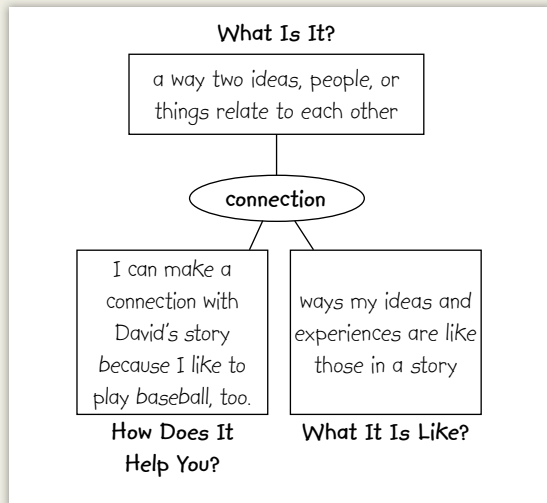 What Is It?
a way two ideas, people, or
things relate to each other
connection
I can make a
connection with
David's story
because I like to
play baseball, too.
How Does It
Help You?
ways my ideas and
experiences are like
those in a story
What It Is Like?